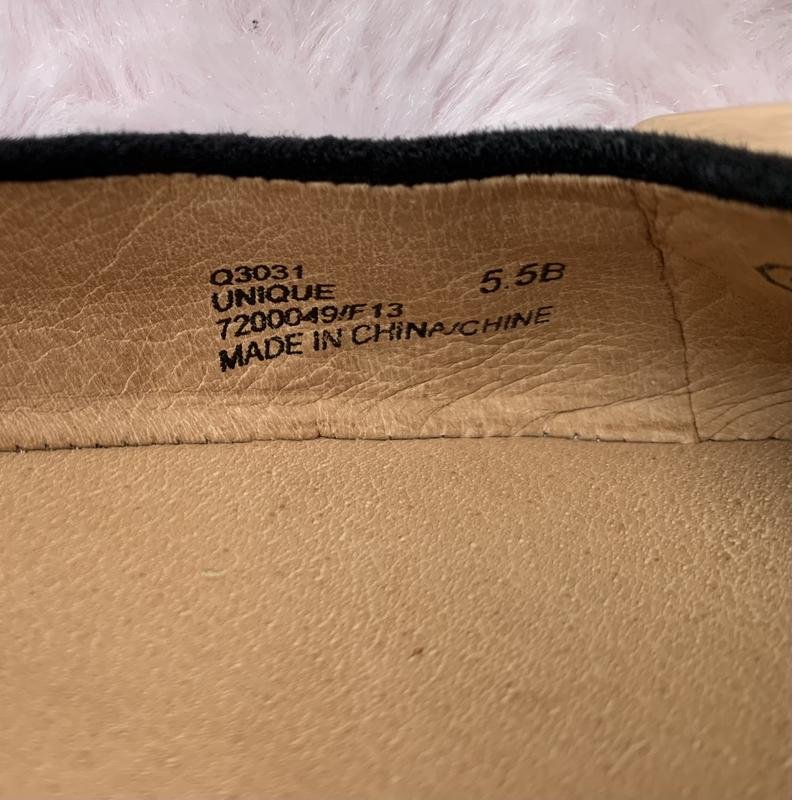 Q3031
UNIQUE 5.5B
7200049/F13
MADE IN CHINA/CHINE